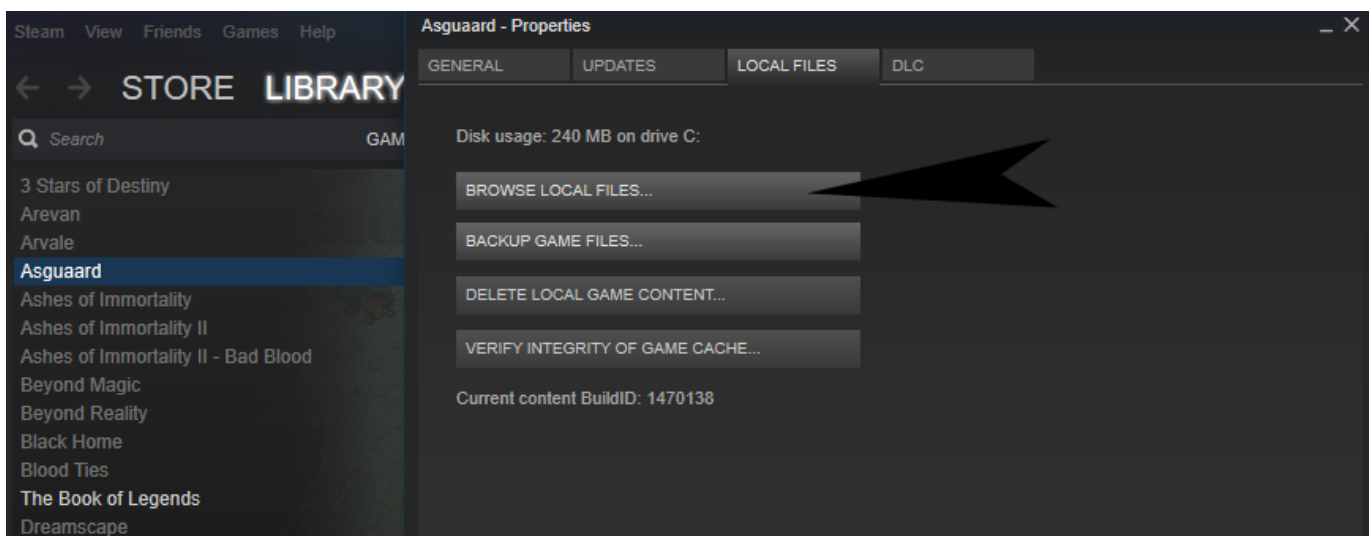 Steam View Friends Games Help
STORE LIBRARY
Search GAM
3 Stars of Destiny
Arevan
Arvale
Asguaard
Ashes of Immortality
Ashes of Immortality II
Ashes of Immortality II - Bad Blood
Beyond Magic
Beyond Reality
Black Home
Blood Ties
The Book of Legends
Dreamscape
Asguaard - Properties
GENERAL UPDATES LOCAL FILES DLC
Disk usage: 240 MB on drive C:
BROWSE LOCAL FILES...
BACKUP GAME FILES...
DELETE LOCAL GAME CONTENT...
VERIFY INTEGRITY OF GAME CACHE...
Current content BuildID: 1470138